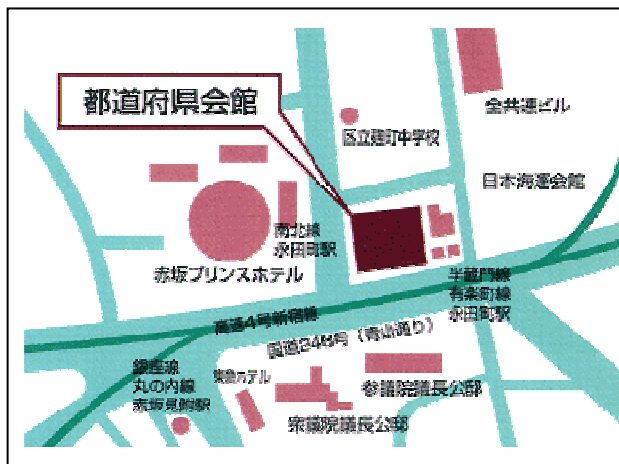 都道府県会館
全共連ビル
区立麹町中学校
日本海運会館
南北線
永田町駅
赤坂プリンスホテル
半蔵門線
有楽町線
永田町駅
高速4号新宿線
国道246号（青山通り）
銀座線
丸の内線
赤坂見附駅
東急ホテル
参議院議長公邸
衆議院議長公邸